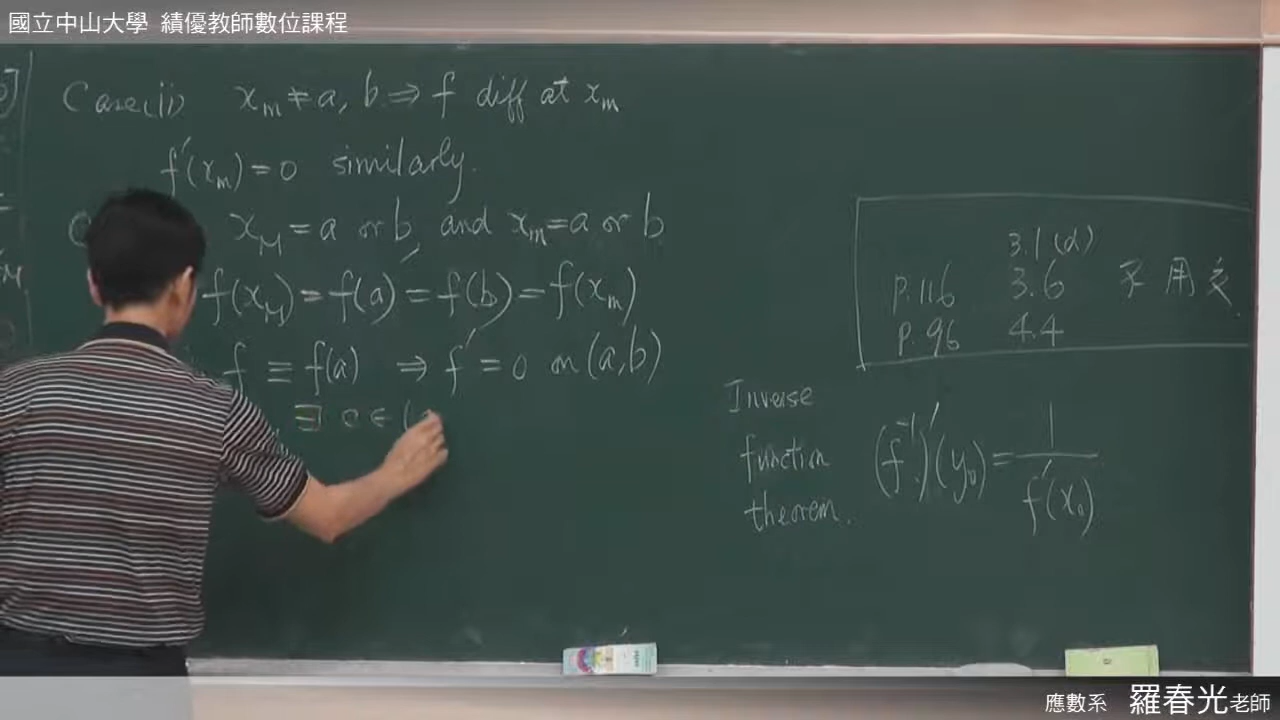 國立中山大學 績優教師數位課程
Case(ii) x_m ≠ a, b ⇒ f diff at x_m
f'(x_m) = 0 similarly.
x_M = a or b, and x_m = a or b
f(x_M) = f(a) = f(b) = f(x_m)
f ≡ f(a) ⇒ f' = 0 on (a,b)
∃ c ∈ (
3.1(d)
p.116 3.6 不用交
p.96 4.4
Inverse
function (f⁻¹)'(y₀) = 1/f'(x₀)
theorem.
應數系 羅春光老師